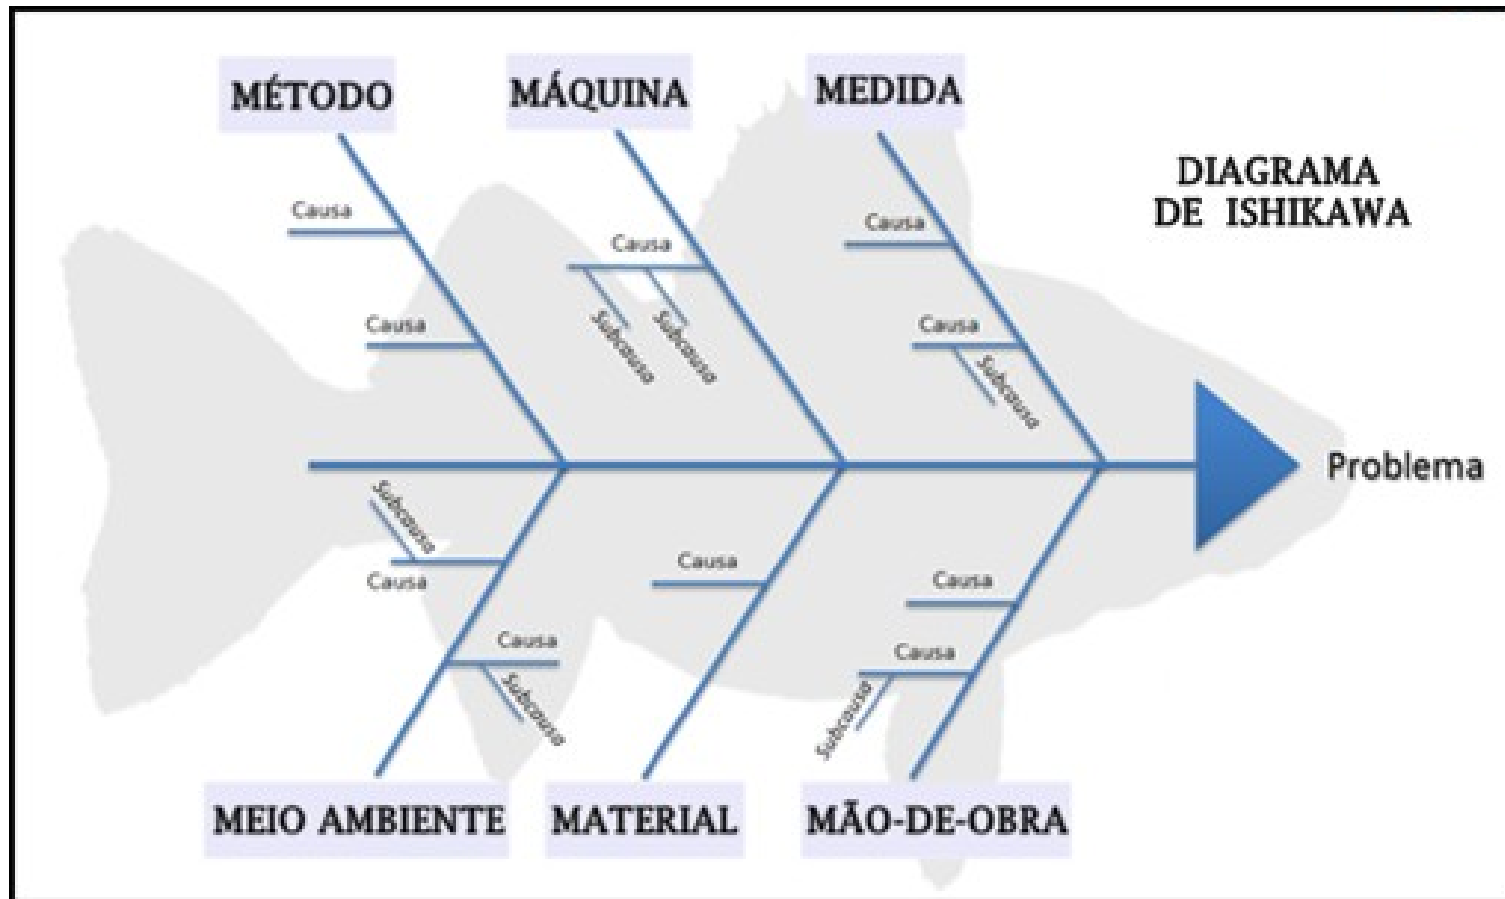 MÉTODO
MÁQUINA
MEDIDA
DIAGRAMA
DE ISHIKAWA
Causa
Causa
Causa
Subcausa
Subcausa
Causa
Causa
Subcausa
Problema
Subcausa
Causa
Causa
Subcausa
Causa
Causa
Causa
Subcausa
MEIO AMBIENTE
MATERIAL
MÃO-DE-OBRA